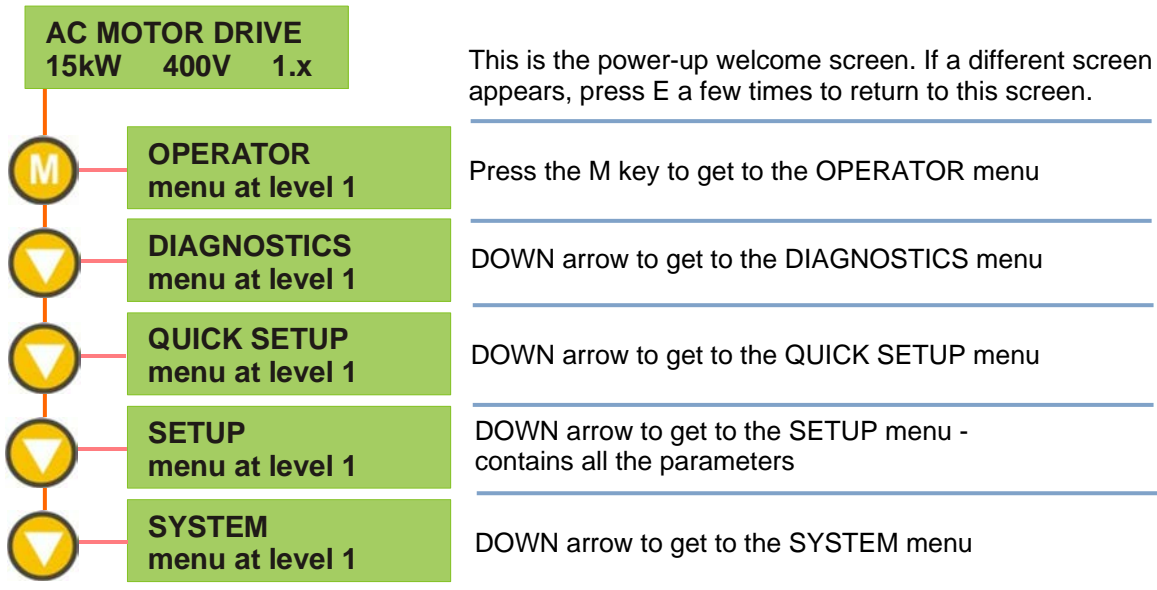 AC MOTOR DRIVE
15kW 400V 1.x
This is the power-up welcome screen. If a different screen
appears, press E a few times to return to this screen.
M
OPERATOR
menu at level 1
Press the M key to get to the OPERATOR menu
DIAGNOSTICS
menu at level 1
DOWN arrow to get to the DIAGNOSTICS menu
QUICK SETUP
menu at level 1
DOWN arrow to get to the QUICK SETUP menu
SETUP
menu at level 1
DOWN arrow to get to the SETUP menu -
contains all the parameters
SYSTEM
menu at level 1
DOWN arrow to get to the SYSTEM menu